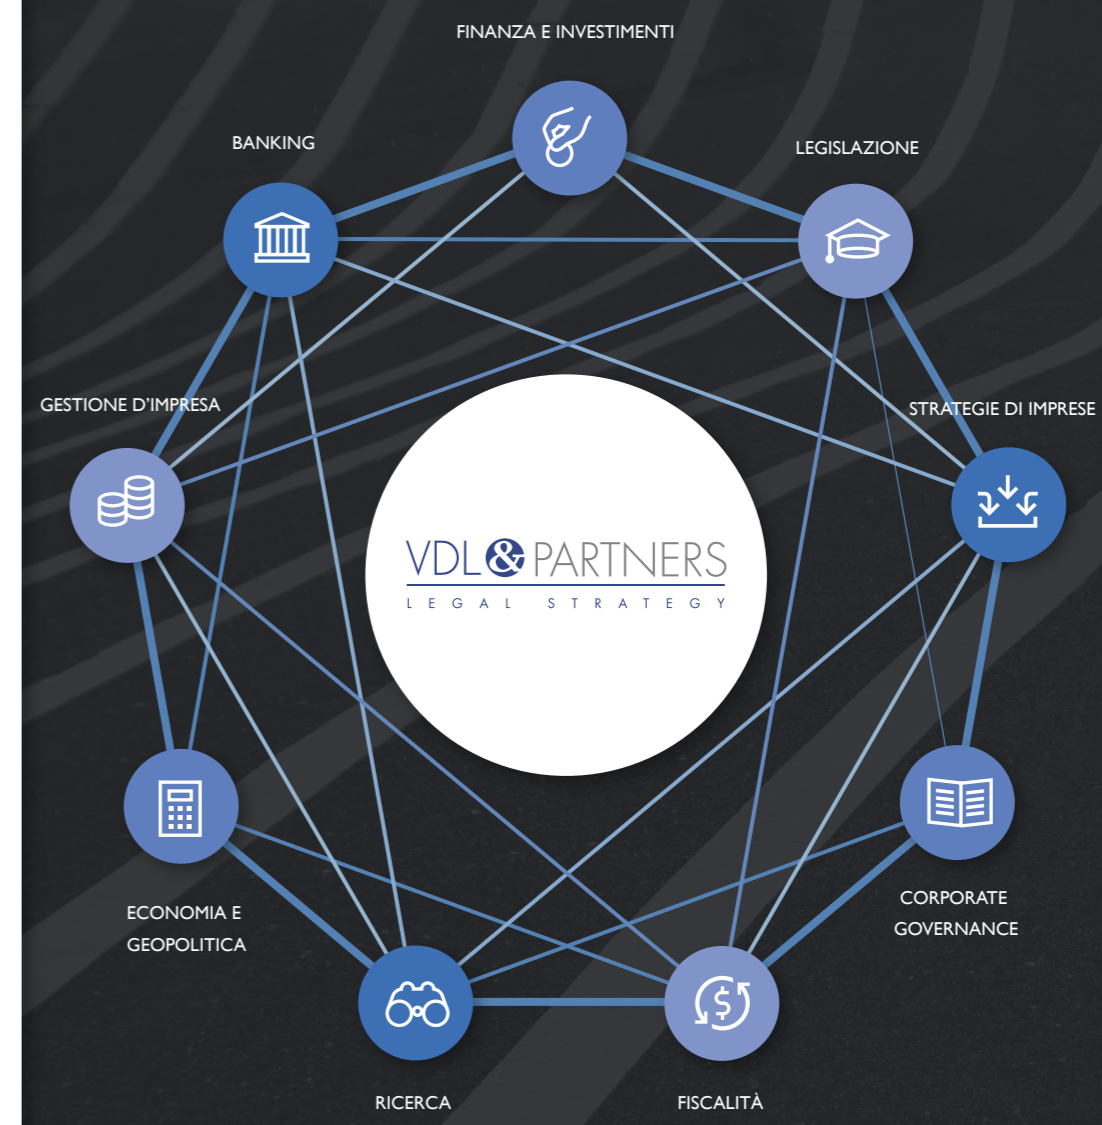 FINANZA E INVESTIMENTI
BANKING
LEGISLAZIONE
GESTIONE D'IMPRESA
STRATEGIE DI IMPRESE
VDL&PARTNERS
LEGAL STRATEGY
ECONOMIA E
GEOPOLITICA
CORPORATE
GOVERNANCE
$
RICERCA
FISCALITÀ